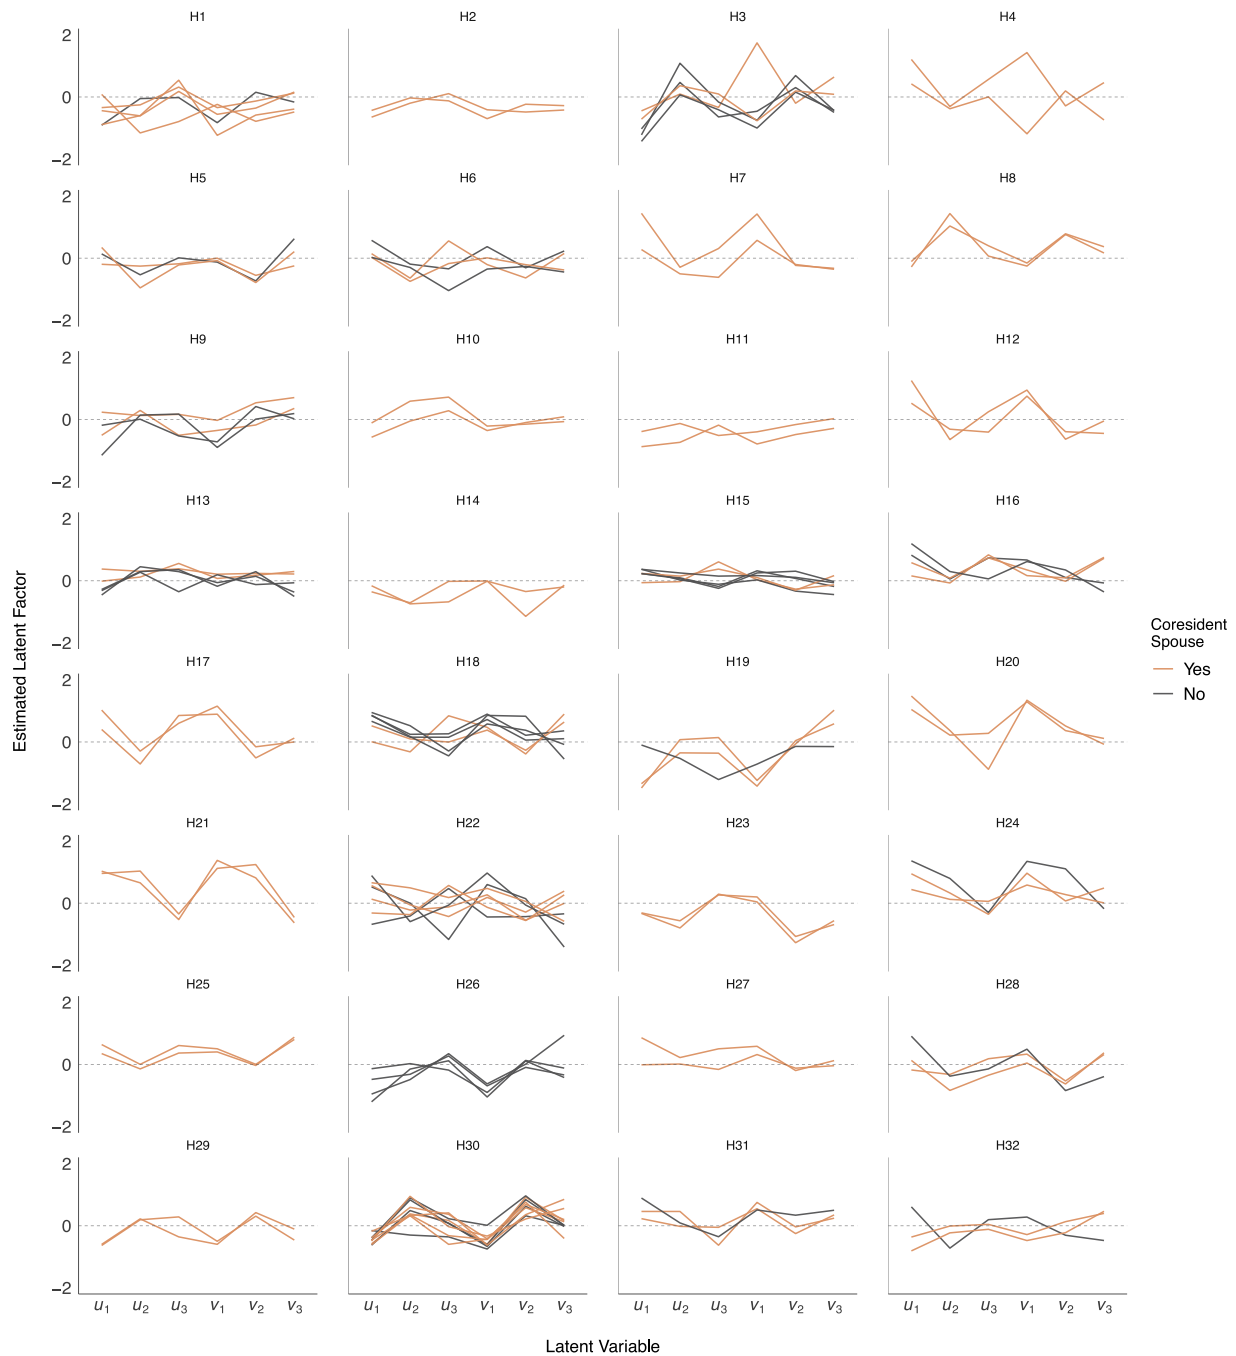 H1 H2 H3 H4
2
0
−2
H5 H6 H7 H8
2
0
−2
H9 H10 H11 H12
2
0
−2
H13 H14 H15 H16
2
0
−2
H17 H18 H19 H20
2
0
−2
H21 H22 H23 H24
2
0
−2
H25 H26 H27 H28
2
0
−2
H29 H30 H31 H32
2
0
−2
u1 u2 u3 v1 v2 v3 u1 u2 u3 v1 v2 v3 u1 u2 u3 v1 v2 v3 u1 u2 u3 v1 v2 v3
Latent Variable
Estimated Latent Factor
Coresident
Spouse
Yes
No